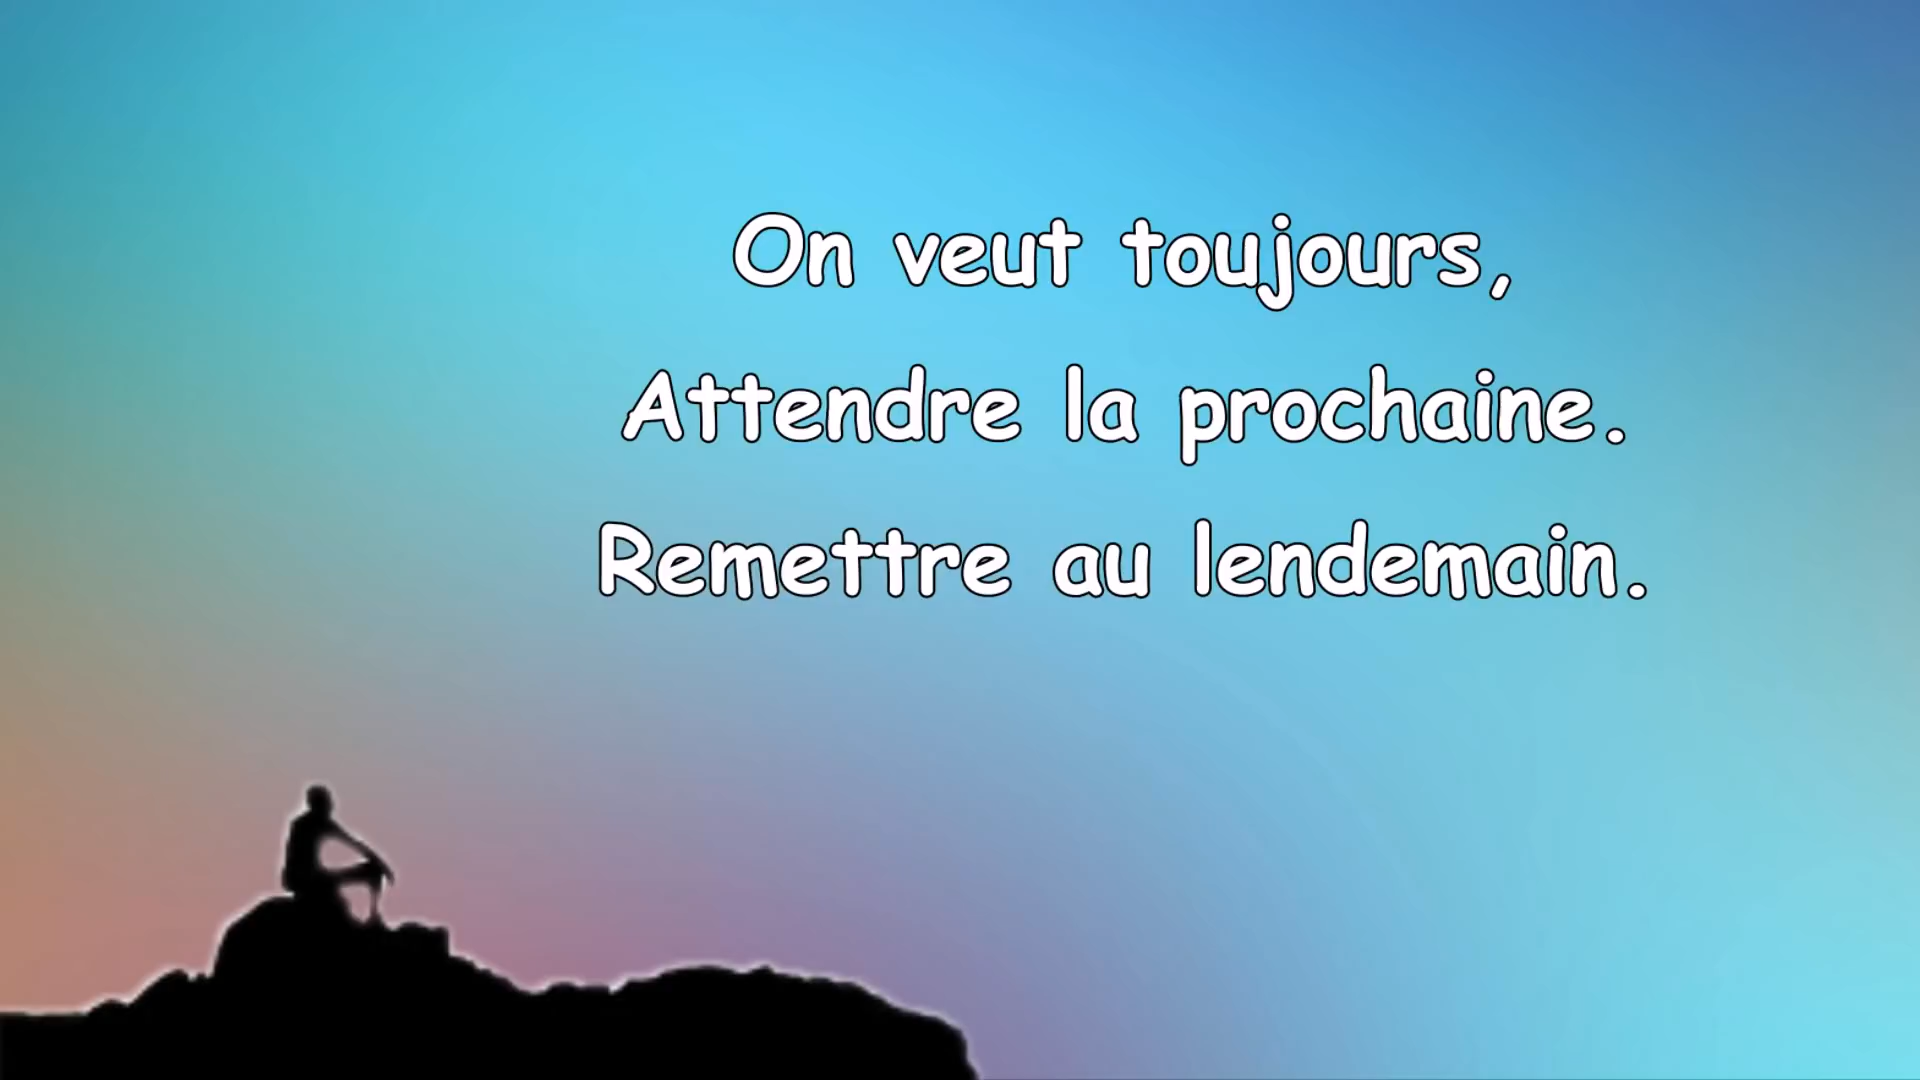 On veut toujours,
Attendre la prochaine.
Remettre au lendemain.